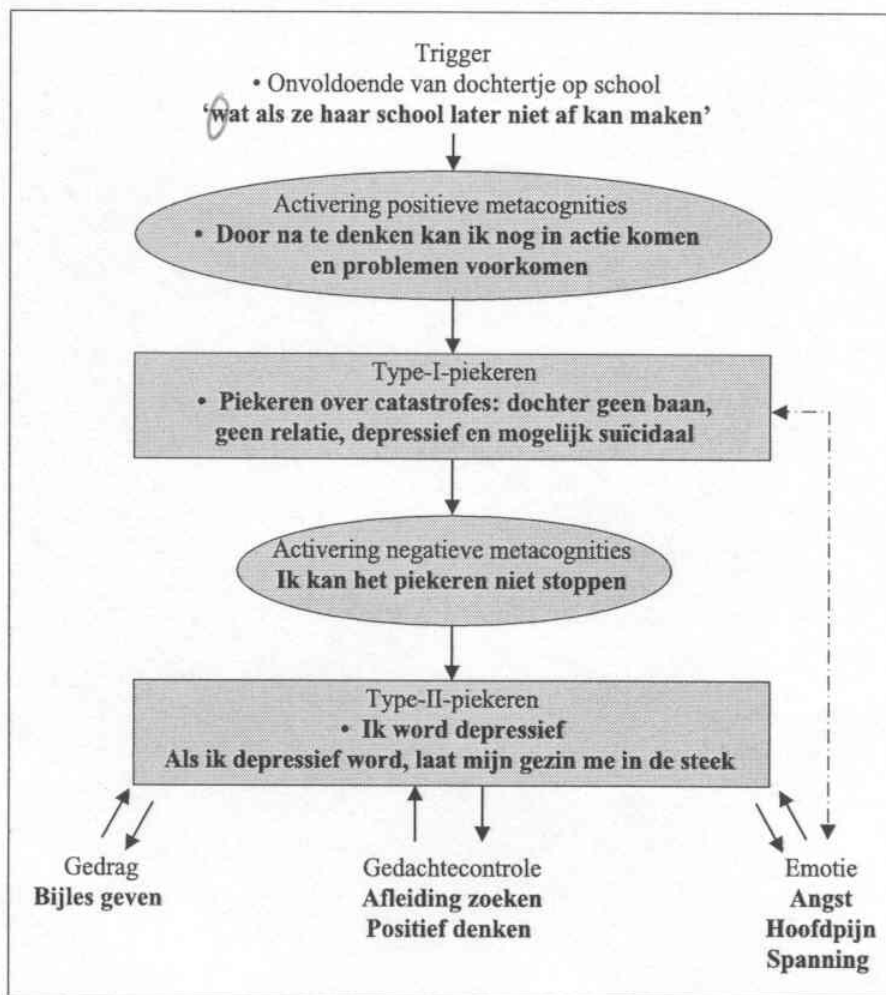 Trigger
• Onvoldoende van dochtertje op school
‘wat als ze haar school later niet af kan maken’
Activering positieve metacognities
• Door na te denken kan ik nog in actie komen
en problemen voorkomen
Type-I-piekeren
• Piekeren over catastrofes: dochter geen baan,
geen relatie, depressief en mogelijk suïcidaal
Activering negatieve metacognities
Ik kan het piekeren niet stoppen
Type-II-piekeren
• Ik word depressief
Als ik depressief word, laat mijn gezin me in de steek
Gedrag
Bijles geven
Gedachtecontrole
Afleiding zoeken
Positief denken
Emotie
Angst
Hoofdpijn
Spanning